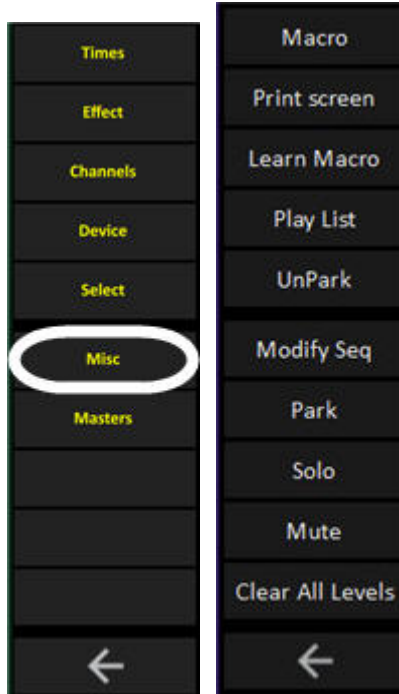 Times
Effect
Channels
Device
Select
Misc
Masters
Macro
Print screen
Learn Macro
Play List
UnPark
Modify Seq
Park
Solo
Mute
Clear All Levels